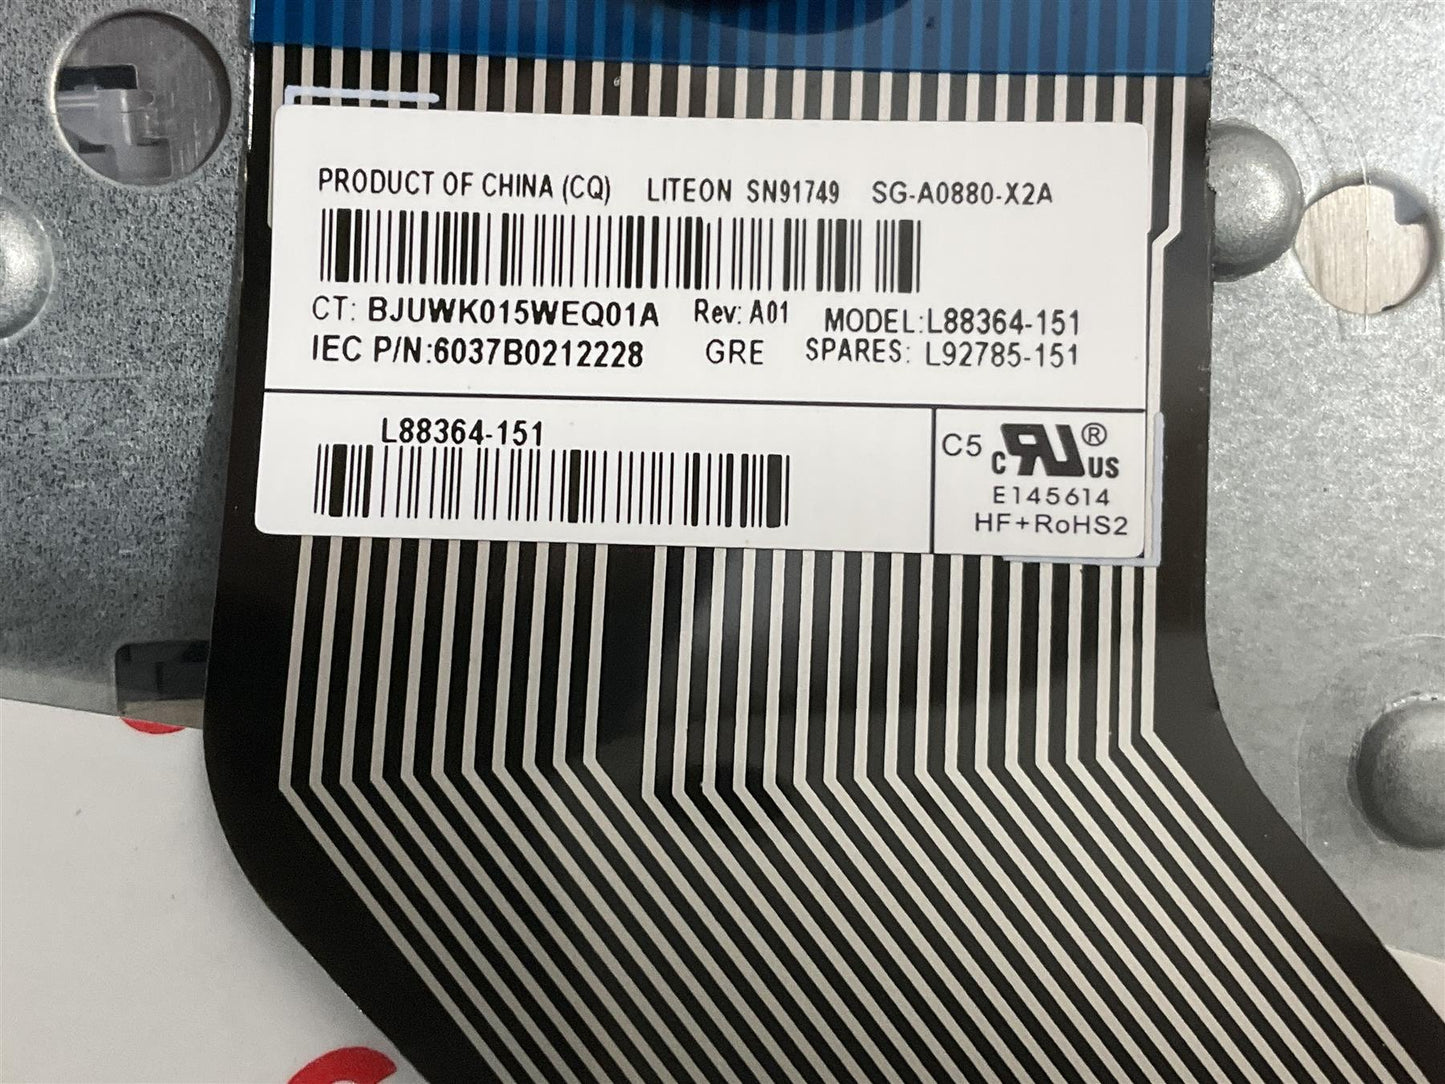 PRODUCT OF CHINA (CQ) LITEON SN91749 SG-A0880-X2A
CT: BJUWK015WEQ01A Rev: A01 MODEL:L88364-151
IEC P/N:6037B0212228 GRE SPARES: L92785-151
L88364-151
C5 c RU ® US
E145614
HF+RoHS2